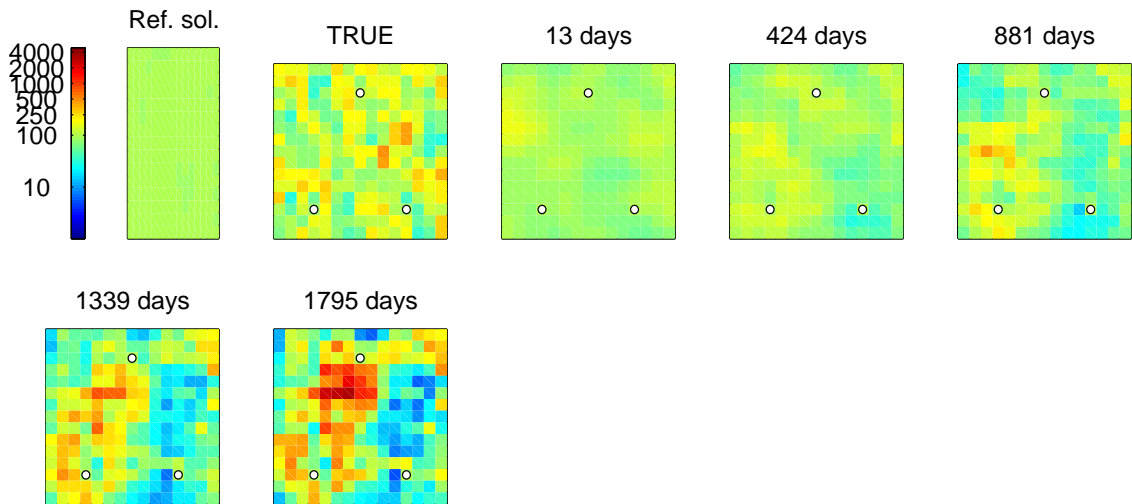 Ref. sol.
TRUE
13 days
424 days
881 days
4000
2000
1000
500
250
100
10
1339 days
1795 days